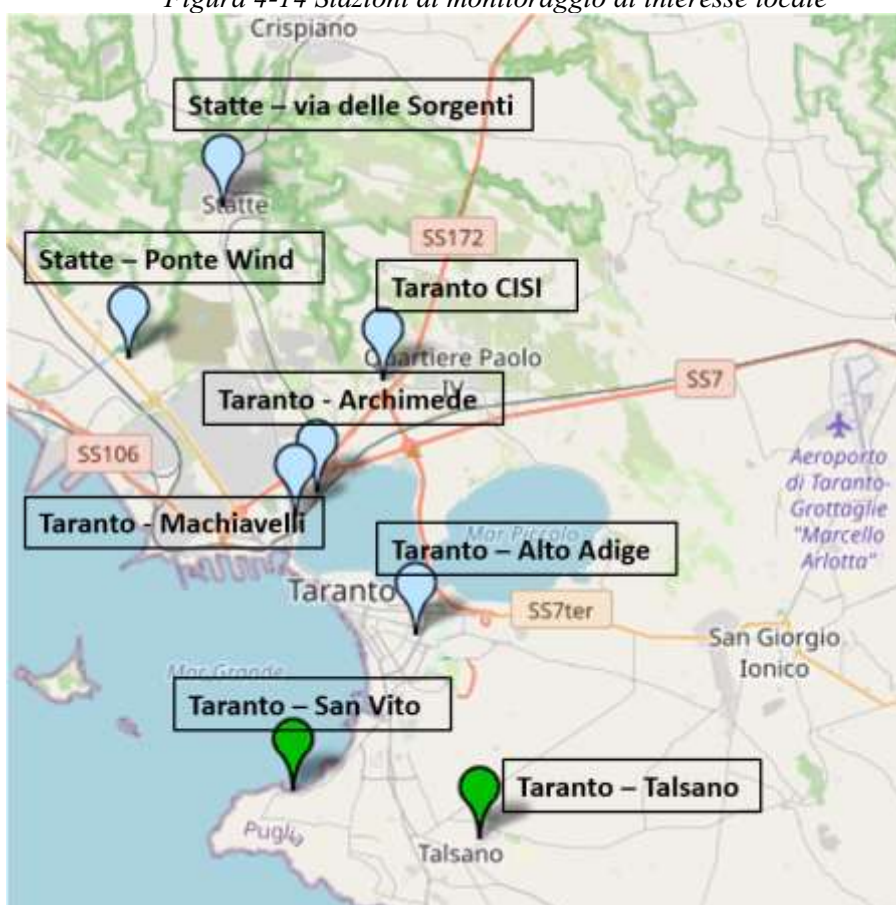 Figura 4-14 Stazioni di monitoraggio di interesse locale
Crispiano
Statte – via delle Sorgenti
Statte
SS172
Statte – Ponte Wind
Taranto CISI
Quartiere Paolo
IV
SS7
Taranto - Archimede
SS106
Aeroporto
di Taranto-
Grottaglie
"Marcello
Arlotta"
Taranto - Machiavelli
Mar Piccolo
Taranto – Alto Adige
Taranto
SS7ter
San Giorgio
Ionico
Mar Grande
Taranto – San Vito
Taranto – Talsano
Puglia
Talsano